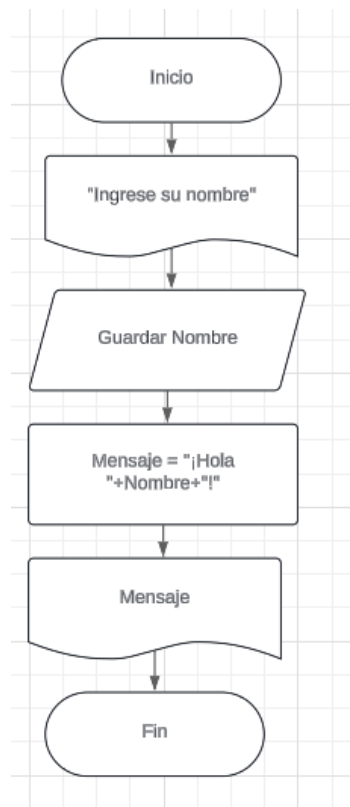 Inicio
"Ingrese su nombre"
Guardar Nombre
Mensaje = "¡Hola
"+Nombre+"!"
Mensaje
Fin